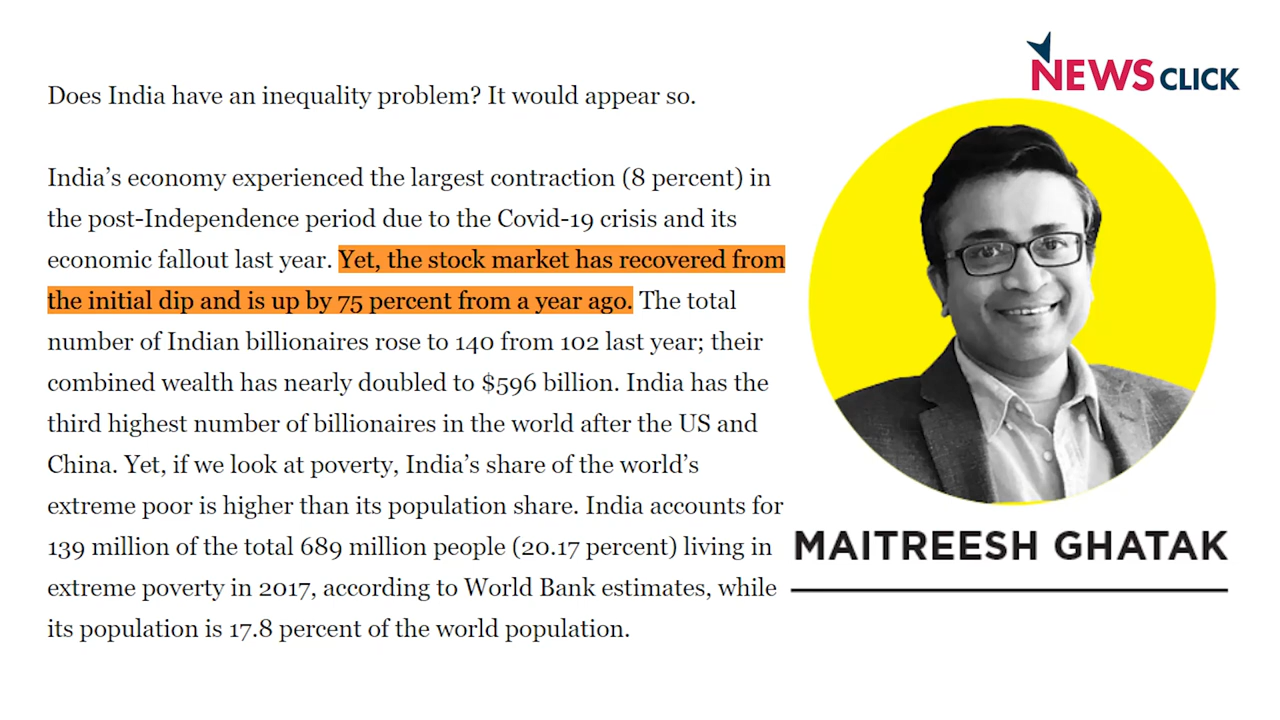 NEWSCLICK
Does India have an inequality problem? It would appear so.
India’s economy experienced the largest contraction (8 percent) in
the post-Independence period due to the Covid-19 crisis and its
economic fallout last year. Yet, the stock market has recovered from
the initial dip and is up by 75 percent from a year ago. The total
number of Indian billionaires rose to 140 from 102 last year; their
combined wealth has nearly doubled to $596 billion. India has the
third highest number of billionaires in the world after the US and
China. Yet, if we look at poverty, India’s share of the world’s
extreme poor is higher than its population share. India accounts for
139 million of the total 689 million people (20.17 percent) living in
extreme poverty in 2017, according to World Bank estimates, while
its population is 17.8 percent of the world population.
MAITREESH GHATAK